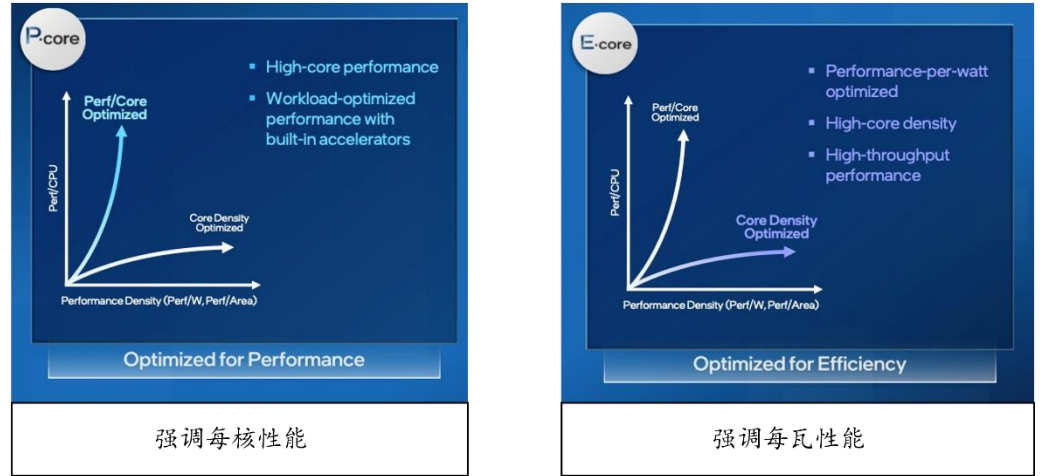 P-core
▪ High-core performance
▪ Workload-optimized
performance with
built-in accelerators
Perf/Core
Optimized
Perf/CPU
Core Density
Optimized
Performance Density (Perf/W, Perf/Area)
Optimized for Performance
强调每核性能
E-core
▪ Performance-per-watt
optimized
▪ High-core density
▪ High-throughput
performance
Perf/Core
Optimized
Perf/CPU
Core Density
Optimized
Performance Density (Perf/W, Perf/Area)
Optimized for Efficiency
强调每瓦性能